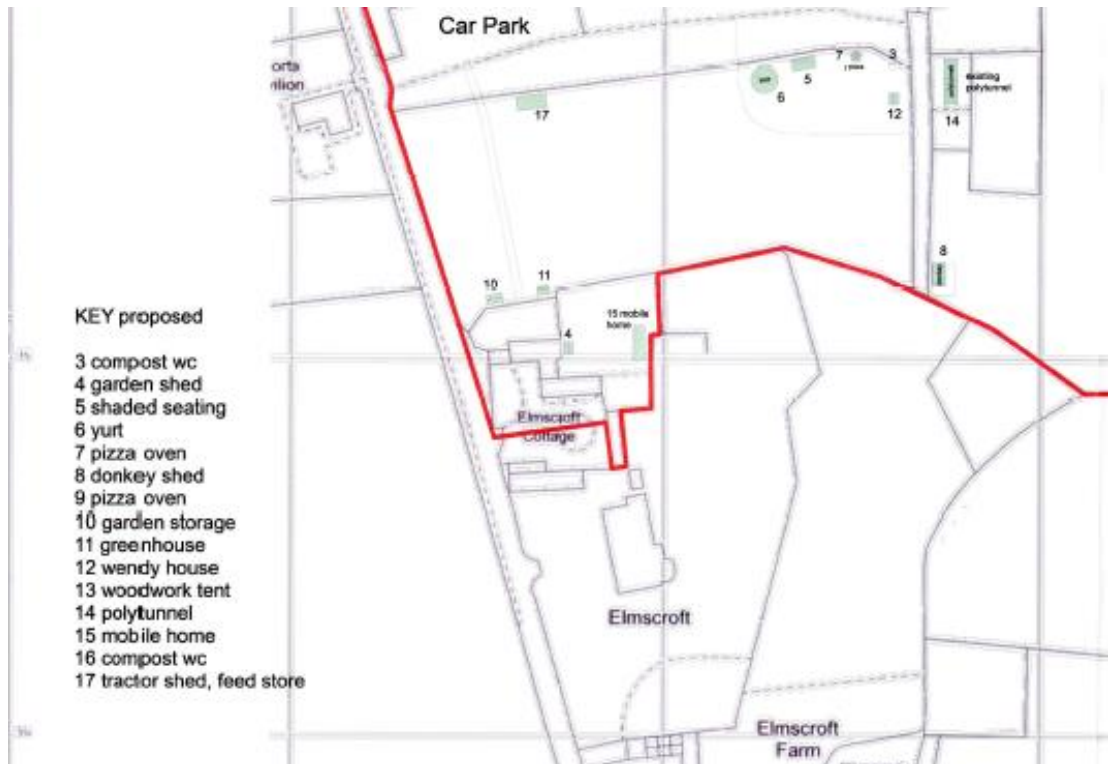 Car Park
orts
ilion
17
6
5
7
3
12
existing
polytunnel
14
8
10
11
4
15 mobile
home
Elmscroft
Cottage
KEY proposed
3 compost wc
4 garden shed
5 shaded seating
6 yurt
7 pizza oven
8 donkey shed
9 pizza oven
10 garden storage
11 greenhouse
12 wendy house
13 woodwork tent
14 polytunnel
15 mobile home
16 compost wc
17 tractor shed, feed store
Elmscroft
Elmscroft
Farm